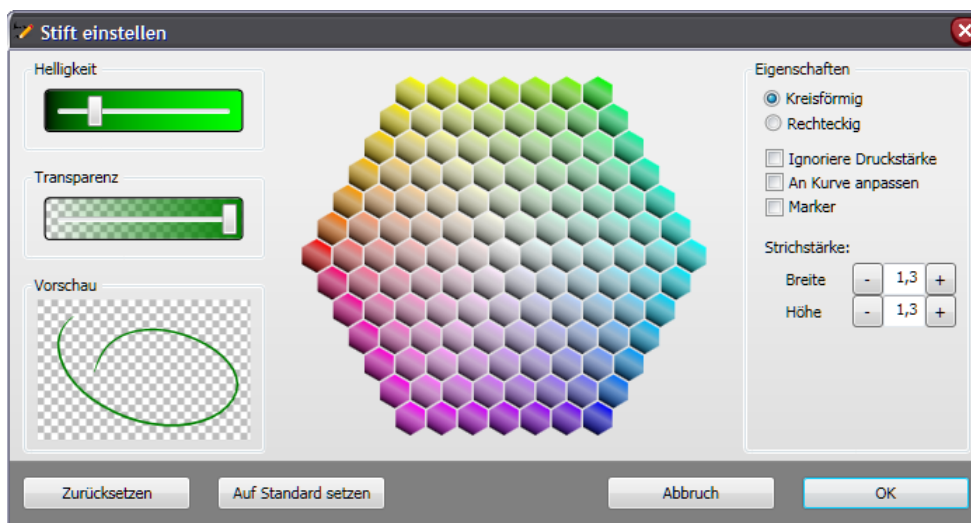 Stift einstellen
Helligkeit
Transparenz
Vorschau
Eigenschaften
Kreisförmig
Rechteckig
Ignoriere Druckstärke
An Kurve anpassen
Marker
Strichstärke:
Breite - 1,3 +
Höhe - 1,3 +
Zurücksetzen Auf Standard setzen Abbruch OK